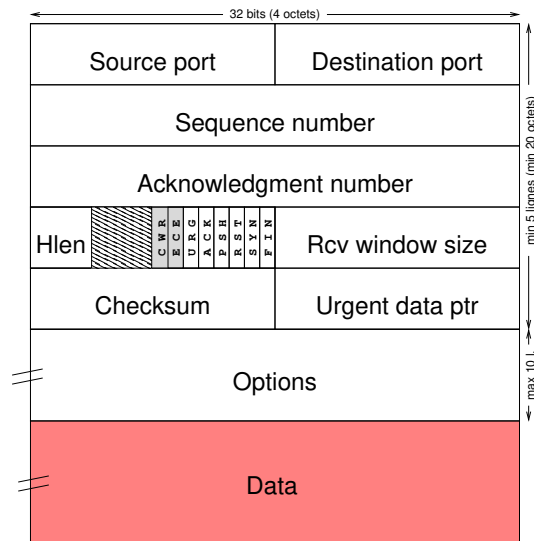 32 bits (4 octets)
Source port
Destination port
Sequence number
Acknowledgment number
Hlen
CWR
ECE
URG
ACK
PSH
RST
SYN
FIN
Rcv window size
Checksum
Urgent data ptr
min 5 lignes (min 20 octets)
Options
max 10 l.
Data